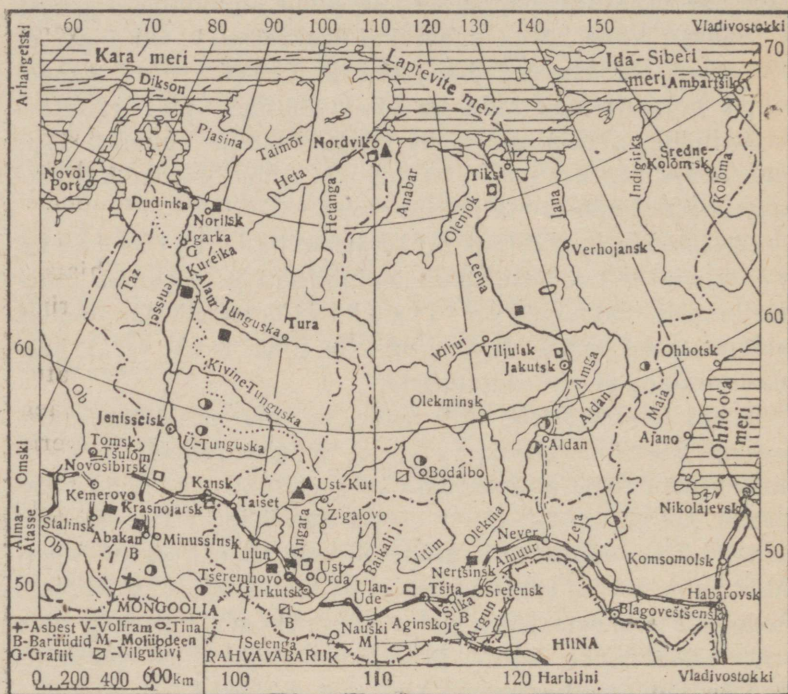 60 70 80 90 100 110 120 130 140 150 Vladivostokki
Arhangelski
Kara meri
Lapievite meri
Ida-Siberi
meri
70
Dikson
Ambartšik
Pjasina
Taimõr
Nordvik
Heta
Hetanga
Anabar
Olenjok
Tiksi
Jana
Indigirka
Sredne-
Kolõmsk
Kolõma
Novõi
Port
Dudinka
Norilsk
Igarka
G
Kureika
Taz
Jenissei
Alam
Tunguska
Tura
Leena
Verhojansk
60
60
Viljui
Viljuisk
Jakutsk
Amga
Ohhotsk
Ob
Kivine-Tunguska
Olekminsk
Aldan
Maia
Ajano
Ohhoota
meri
Jenisseisk
Ü-Tunguska
Aldan
Omski
Tomsk
Tšulõm
Novosibirsk
Kansk
Ust-Kut
Bodaibo
Kemerovo
Krasnojarsk
Taišet
Žigalovo
Olekma
Nikolajevsk
Alma-
Atasse
Stalinsk
Abakan
B
Minussinsk
Tulun
Angara
Baikali j.
Vitim
Never
Zeja
Amuur
Komsomolsk
50
Ob
50
Tšeremhovo
Ust-
Orda
Ulan-
Ude
Nertšinsk
Tšita
Sretensk
Habarovsk
MONGOOLIA
G
Irkutsk
B
Šilka
B
Argun
Blagoveštšensk
Selenga
Nauški
M
Aginskoje
HIINA
RAHVAVABARIIK
+-Asbest V-Volfram -Tina
B-Barüüdid M-Molübdeen
G-Grafiit -Vilgukivi
0 200 400 600km
100 110 120 Harbiini Vladivostokki